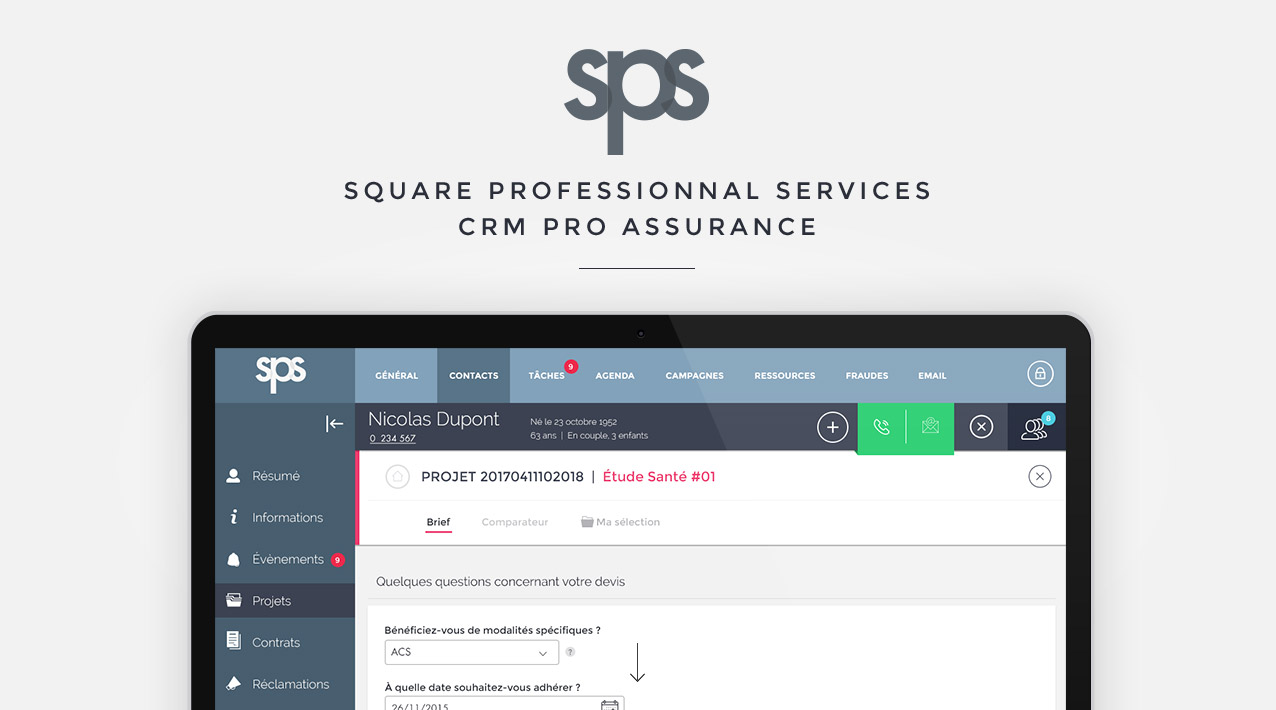 sps
SQUARE PROFESSIONNAL SERVICES
CRM PRO ASSURANCE
sps
GÉNÉRAL
CONTACTS
TÂCHES 9
AGENDA
CAMPAGNES
RESSOURCES
FRAUDES
EMAIL
Nicolas Dupont
0 234 567
Né le 23 octobre 1952
63 ans | En couple, 3 enfants
8
Résumé
Informations
Évènements 9
Projets
Contrats
Réclamations
PROJET 20170411102018 | Étude Santé #01
Brief
Comparateur
Ma sélection
Quelques questions concernant votre devis
Bénéficiez-vous de modalités spécifiques ?
ACS
?
À quelle date souhaitez-vous adhérer ?
26/11/2015